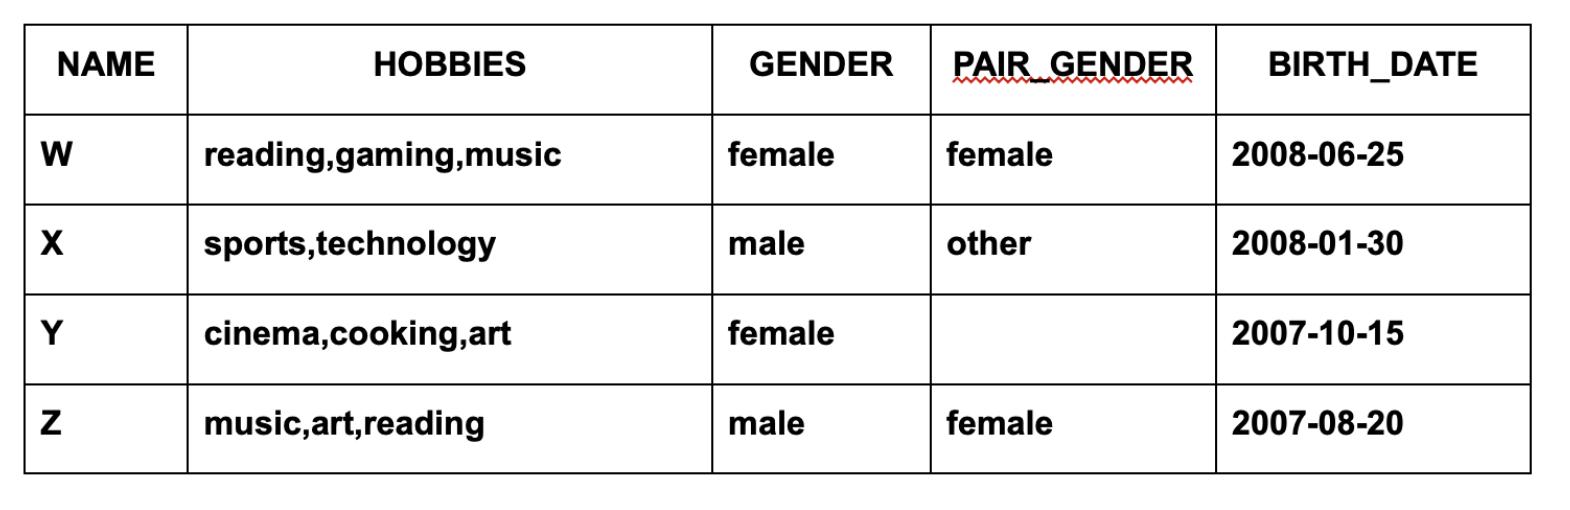 NAME HOBBIES GENDER PAIR_GENDER BIRTH_DATE
W reading,gaming,music female female 2008-06-25
X sports,technology male other 2008-01-30
Y cinema,cooking,art female 2007-10-15
Z music,art,reading male female 2007-08-20